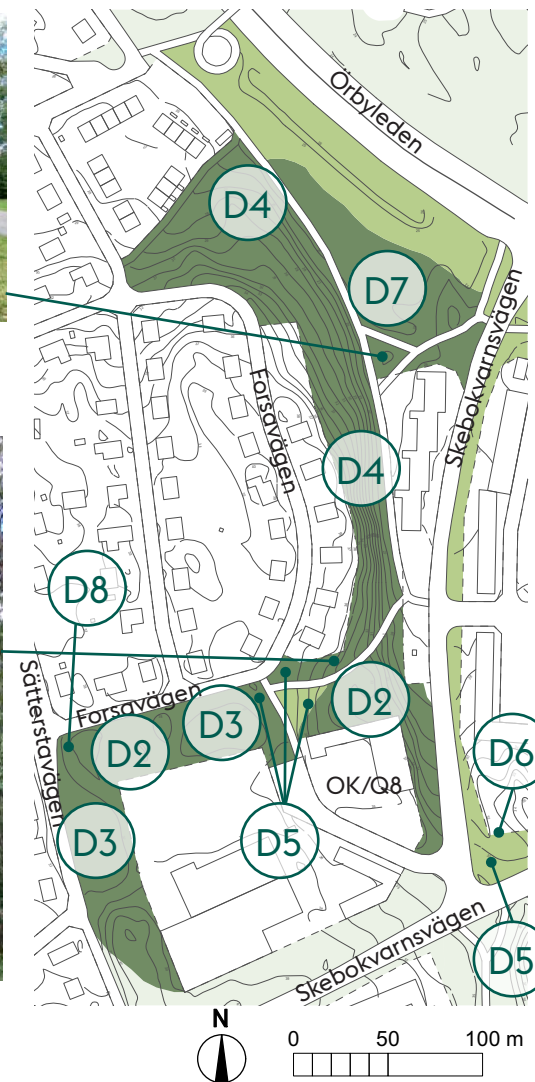 Örbyleden
D4
D7
Skebokvarnsvägen
Forsavägen
D4
D8
Sätterstavägen
Forsavägen
D3
D2
D2
D6
OK/Q8
D3
D5
D5
Skebokvarnsvägen
N
0 50 100 m